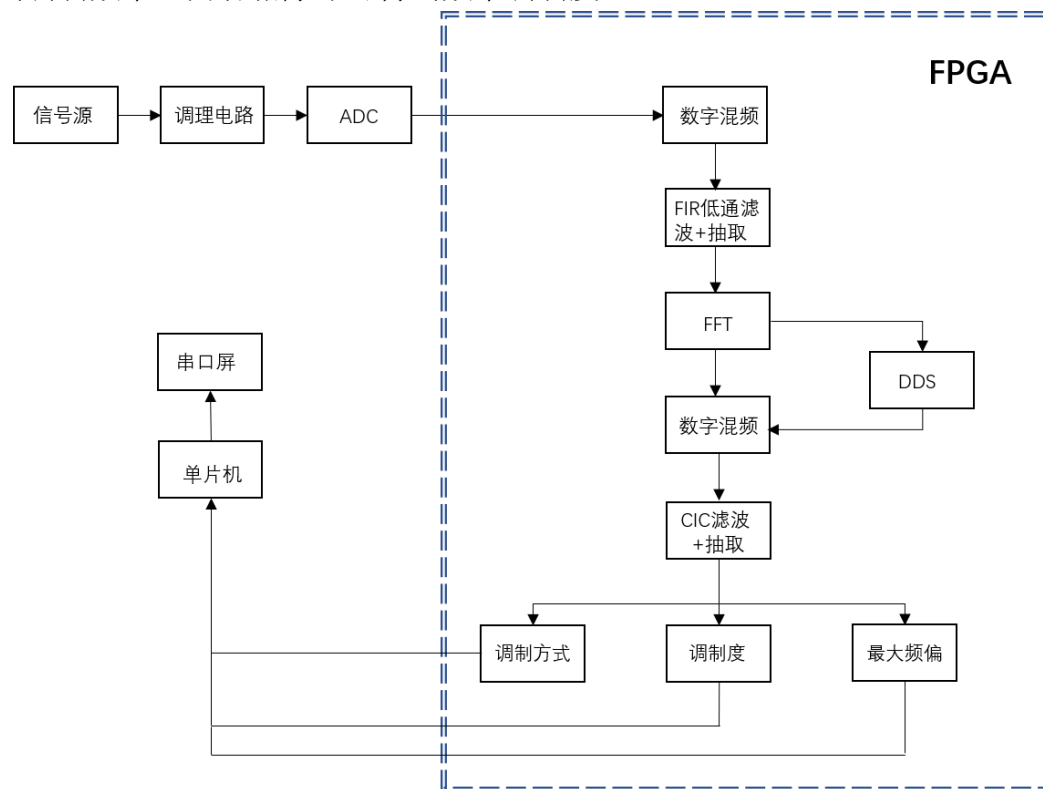 FPGA
信号源
调理电路
ADC
数字混频
FIR低通滤
波+抽取
FFT
DDS
串口屏
数字混频
单片机
CIC滤波
+抽取
调制方式
调制度
最大频偏